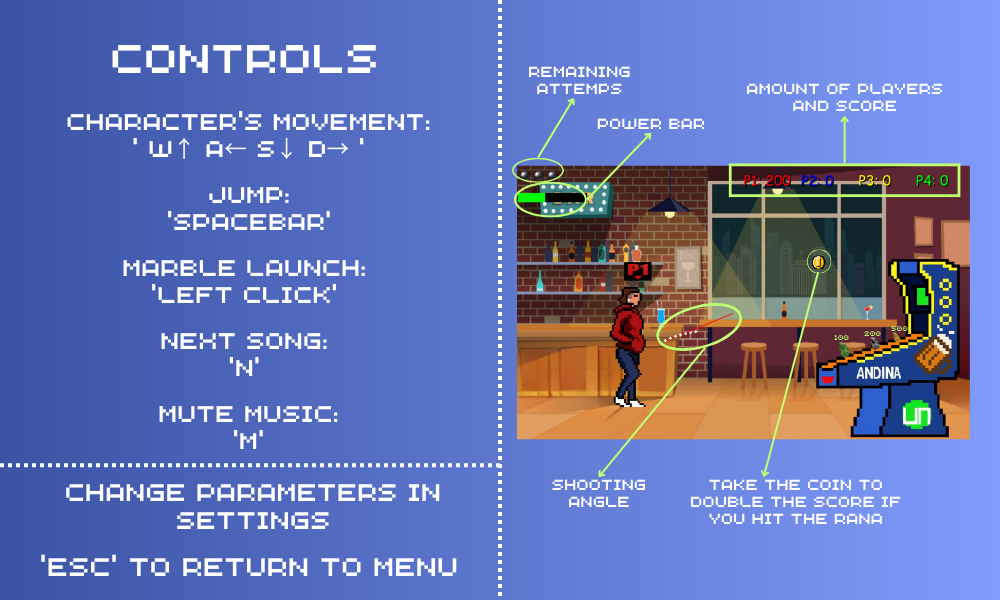 CONTROLS
CHARACTER'S MOVEMENT:
' W↑ A← S↓ D→ '
JUMP:
'SPACEBAR'
MARBLE LAUNCH:
'LEFT CLICK'
NEXT SONG:
'N'
MUTE MUSIC:
'M'
CHANGE PARAMETERS IN
SETTINGS
'ESC' TO RETURN TO MENU
REMAINING
ATTEMPS
POWER BAR
AMOUNT OF PLAYERS
AND SCORE
P1: 200 P2: 0 P3: 0 P4: 0
P1
100 200 500
ANDINA
un
SHOOTING
ANGLE
TAKE THE COIN TO
DOUBLE THE SCORE IF
YOU HIT THE RANA